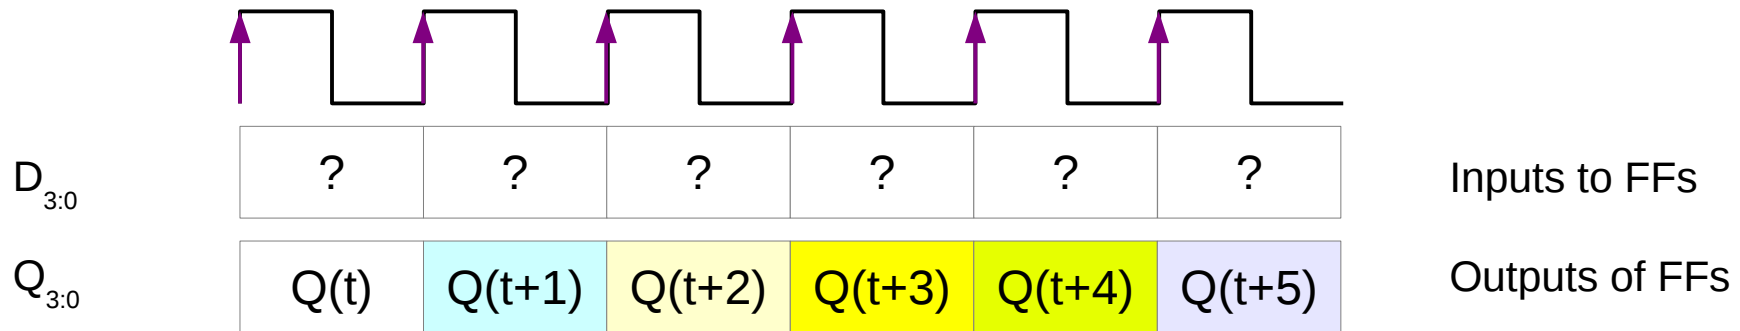 D3:0 ? ? ? ? ? ? Inputs to FFs
Q3:0 Q(t) Q(t+1) Q(t+2) Q(t+3) Q(t+4) Q(t+5) Outputs of FFs